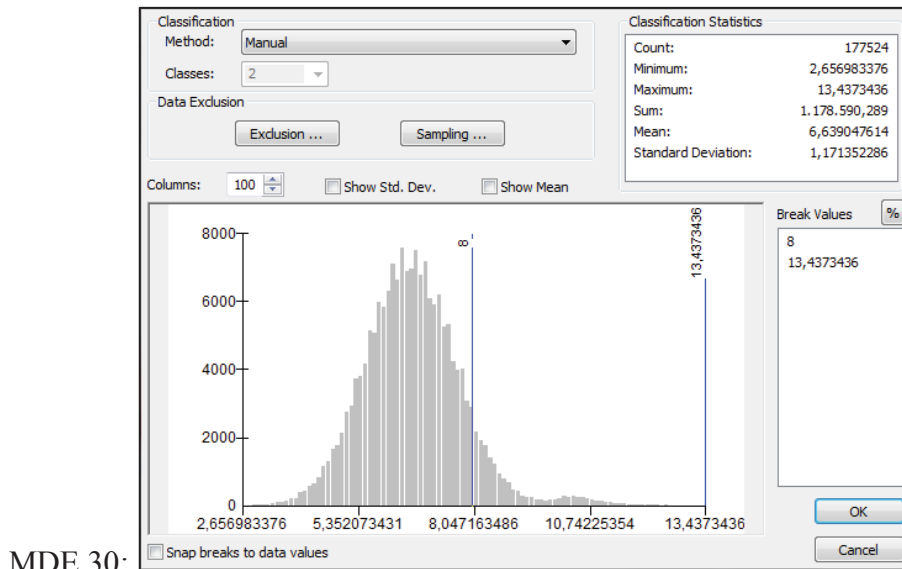 Classification
Method: Manual
Classes: 2
Data Exclusion
Exclusion ...
Sampling ...
Classification Statistics
Count: 177524
Minimum: 2,656983376
Maximum: 13,4373436
Sum: 1.178.590,289
Mean: 6,639047614
Standard Deviation: 1,171352286
Columns: 100
Show Std. Dev.
Show Mean
8000
6000
4000
2000
0
8
13,4373436
2,656983376 5,352073431 8,047163486 10,74225354 13,4373436
Break Values %
8
13,4373436
OK
Cancel
Snap breaks to data values
MDE 30: